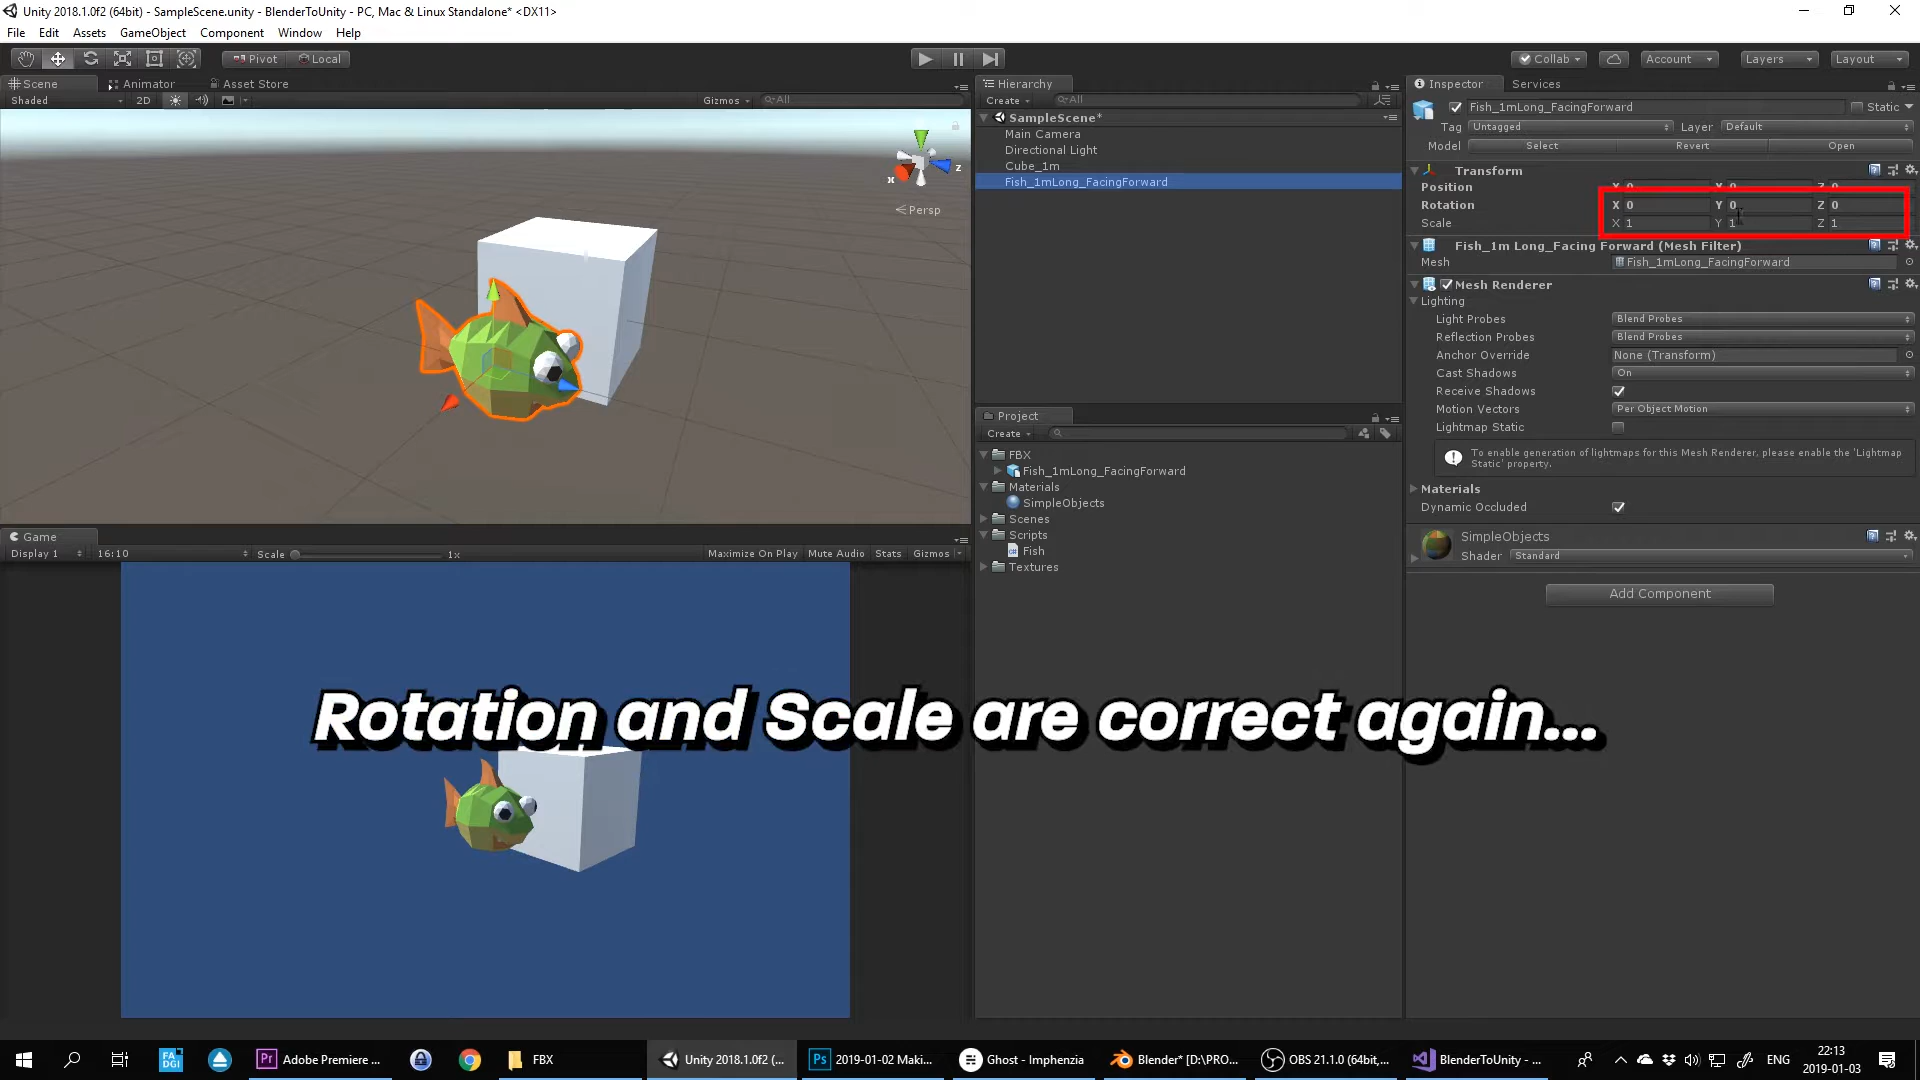 Unity 2018.1.0f2 (64bit) - SampleScene.unity - BlenderToUnity - PC, Mac & Linux Standalone* <DX11>
File Edit Assets GameObject Component Window Help
Pivot Local
Collab Account Layers Layout
Scene Animator Asset Store
Shaded 2D Gizmos All
y
x
z
Persp
Hierarchy
Create All
SampleScene*
Main Camera
Directional Light
Cube_1m
Fish_1mLong_FacingForward
Project
Create
FBX
Fish_1mLong_FacingForward
Materials
SimpleObjects
Scenes
Scripts
Fish
Textures
Inspector Services
Fish_1mLong_FacingForward Static
Tag Untagged Layer Default
Model Select Revert Open
Transform
Position X 0 Y 0 Z 0
Rotation X 0 Y 0 Z 0
Scale X 1 Y 1 Z 1
Fish_1m Long_Facing Forward (Mesh Filter)
Mesh Fish_1mLong_FacingForward
Mesh Renderer
Lighting
Light Probes Blend Probes
Reflection Probes Blend Probes
Anchor Override None (Transform)
Cast Shadows On
Receive Shadows
Motion Vectors Per Object Motion
Lightmap Static
To enable generation of lightmaps for this Mesh Renderer, please enable the 'Lightmap
Static' property.
Materials
Dynamic Occluded
SimpleObjects
Shader Standard
Add Component
Game
Display 1 16:10 Scale 1x Maximize On Play Mute Audio Stats Gizmos
Rotation and Scale are correct again...
FA
DGI
Pr Adobe Premiere ...
FBX
Unity 2018.1.0f2 (...
Ps 2019-01-02 Maki...
Ghost - Imphenzia
Blender* [D:\PRO...
OBS 21.1.0 (64bit,...
BlenderToUnity - ...
ENG
22:13
2019-01-03